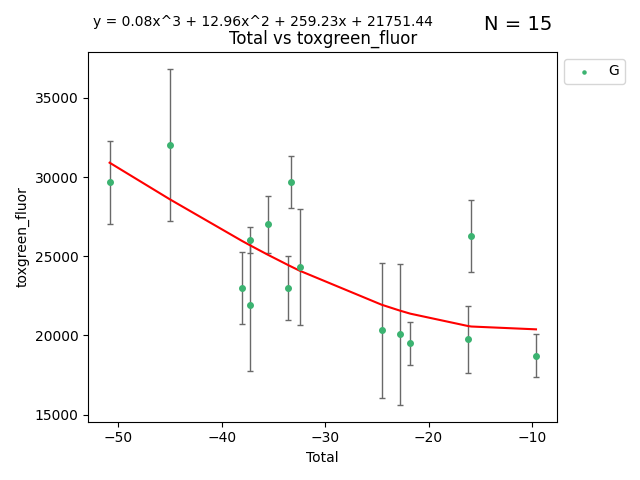 y = 0.08x^3 + 12.96x^2 + 259.23x + 21751.44
N = 15
Total vs toxgreen_fluor
G
35000
30000
25000
20000
15000
toxgreen_fluor
−50 −40 −30 −20 −10
Total